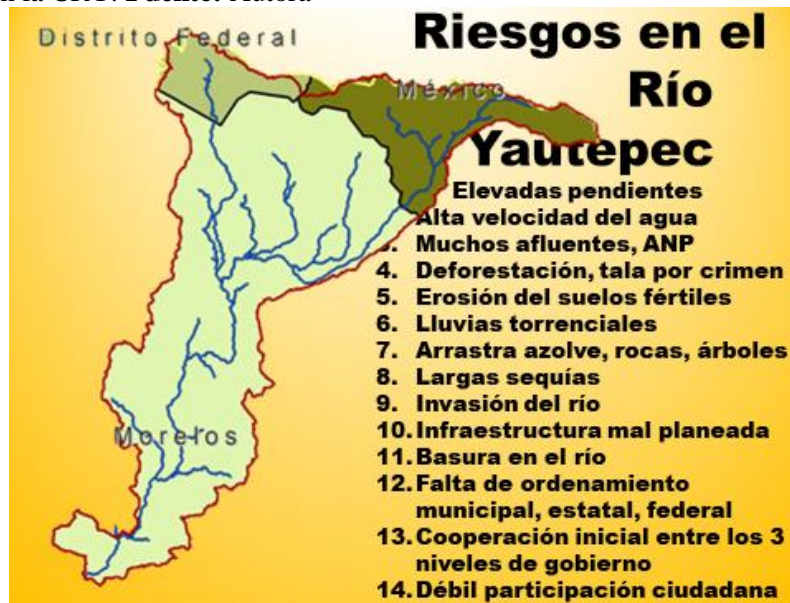 Distrito Federal
México
Morelos
Riesgos en el
Río
Yautepec
Elevadas pendientes
Alta velocidad del agua
3. Muchos afluentes, ANP
4. Deforestación, tala por crimen
5. Erosión del suelos fértiles
6. Lluvias torrenciales
7. Arrastra azolve, rocas, árboles
8. Largas sequías
9. Invasión del río
10. Infraestructura mal planeada
11. Basura en el río
12. Falta de ordenamiento
municipal, estatal, federal
13. Cooperación inicial entre los 3
niveles de gobierno
14. Débil participación ciudadana